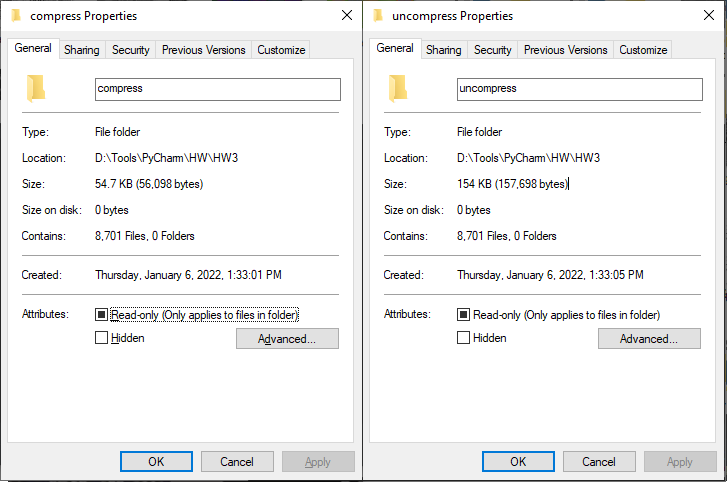 compress Properties
General Sharing Security Previous Versions Customize
compress
Type: File folder
Location: D:\Tools\PyCharm\HW\HW3
Size: 54.7 KB (56,098 bytes)
Size on disk: 0 bytes
Contains: 8,701 Files, 0 Folders
Created: Thursday, January 6, 2022, 1:33:01 PM
Attributes: Read-only (Only applies to files in folder)
Hidden Advanced...
OK Cancel Apply
uncompress Properties
General Sharing Security Previous Versions Customize
uncompress
Type: File folder
Location: D:\Tools\PyCharm\HW\HW3
Size: 154 KB (157,698 bytes)
Size on disk: 0 bytes
Contains: 8,701 Files, 0 Folders
Created: Thursday, January 6, 2022, 1:33:05 PM
Attributes: Read-only (Only applies to files in folder)
Hidden Advanced...
OK Cancel Apply